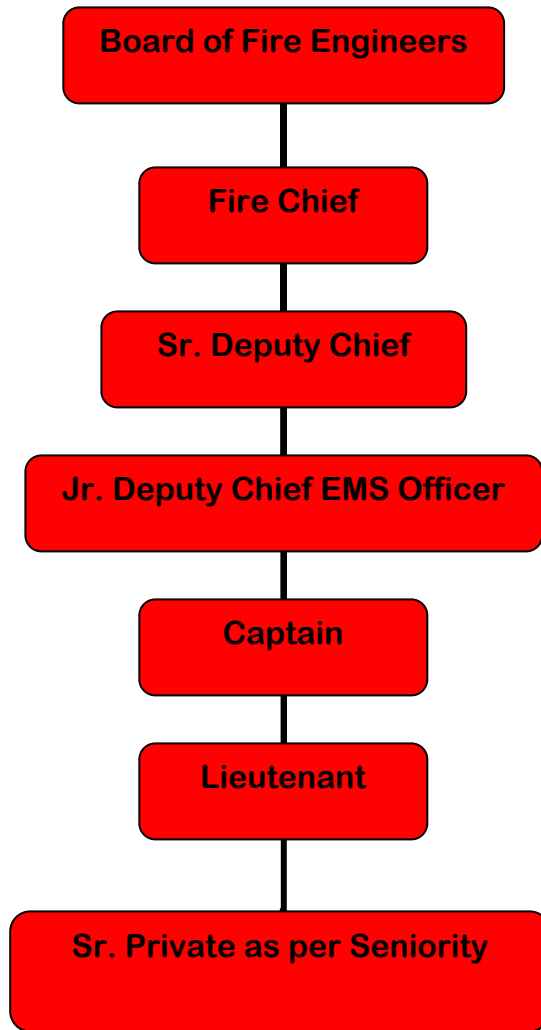 Board of Fire Engineers
Fire Chief
Sr. Deputy Chief
Jr. Deputy Chief EMS Officer
Captain
Lieutenant
Sr. Private as per Seniority